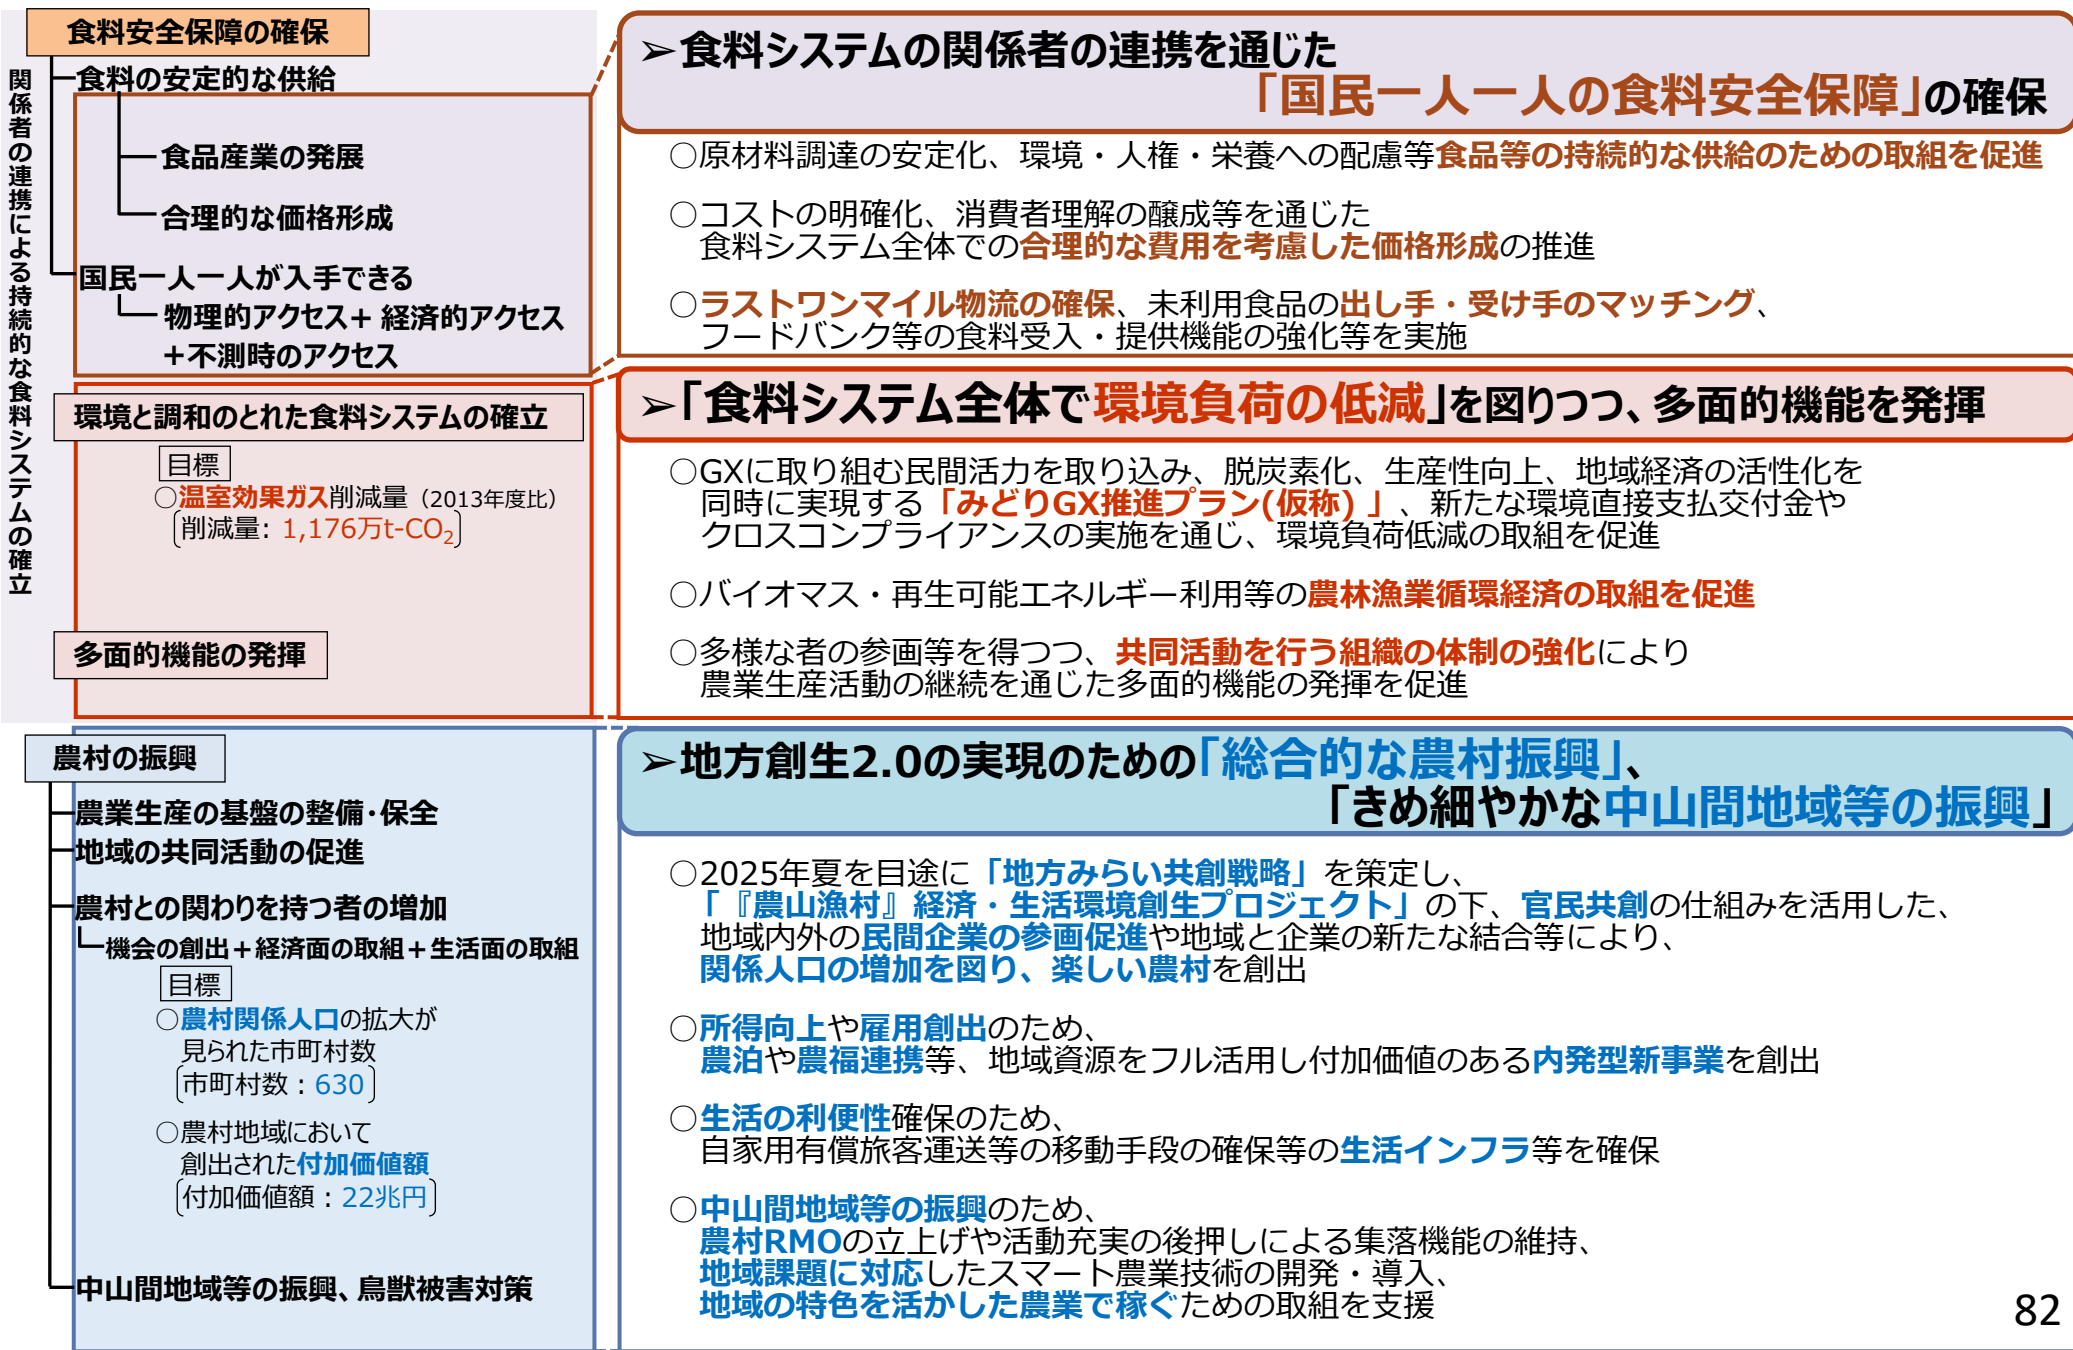 関係者の連携による持続的な食料システムの確立
食料安全保障の確保
食料の安定的な供給
食品産業の発展
合理的な価格形成
国民一人一人が入手できる
物理的アクセス+ 経済的アクセス
+不測時のアクセス
➢食料システムの関係者の連携を通じた
「国民一人一人の食料安全保障」の確保
○原材料調達の安定化、環境・人権・栄養への配慮等食品等の持続的な供給のための取組を促進
○コストの明確化、消費者理解の醸成等を通じた
食料システム全体での合理的な費用を考慮した価格形成の推進
○ラストワンマイル物流の確保、未利用食品の出し手・受け手のマッチング、
フードバンク等の食料受入・提供機能の強化等を実施
環境と調和のとれた食料システムの確立
目標
○温室効果ガス削減量（2013年度比）
削減量: 1,176万t-CO₂
多面的機能の発揮
➢「食料システム全体で環境負荷の低減」を図りつつ、多面的機能を発揮
○GXに取り組む民間活力を取り込み、脱炭素化、生産性向上、地域経済の活性化を
同時に実現する「みどりGX推進プラン(仮称) 」、新たな環境直接支払交付金や
クロスコンプライアンスの実施を通じ、環境負荷低減の取組を促進
○バイオマス・再生可能エネルギー利用等の農林漁業循環経済の取組を促進
○多様な者の参画等を得つつ、共同活動を行う組織の体制の強化により
農業生産活動の継続を通じた多面的機能の発揮を促進
農村の振興
農業生産の基盤の整備・保全
地域の共同活動の促進
農村との関わりを持つ者の増加
機会の創出+経済面の取組+生活面の取組
目標
○農村関係人口の拡大が
見られた市町村数
市町村数：630
○農村地域において
創出された付加価値額
付加価値額：22兆円
中山間地域等の振興、鳥獣被害対策
➢地方創生2.0の実現のための「総合的な農村振興」、
「きめ細やかな中山間地域等の振興」
○2025年夏を目途に「地方みらい共創戦略」を策定し、
「『農山漁村』経済・生活環境創生プロジェクト」の下、官民共創の仕組みを活用した、
地域内外の民間企業の参画促進や地域と企業の新たな結合等により、
関係人口の増加を図り、楽しい農村を創出
○所得向上や雇用創出のため、
農泊や農福連携等、地域資源をフル活用し付加価値のある内発型新事業を創出
○生活の利便性確保のため、
自家用有償旅客運送等の移動手段の確保等の生活インフラ等を確保
○中山間地域等の振興のため、
農村RMOの立上げや活動充実の後押しによる集落機能の維持、
地域課題に対応したスマート農業技術の開発・導入、
地域の特色を活かした農業で稼ぐための取組を支援
82